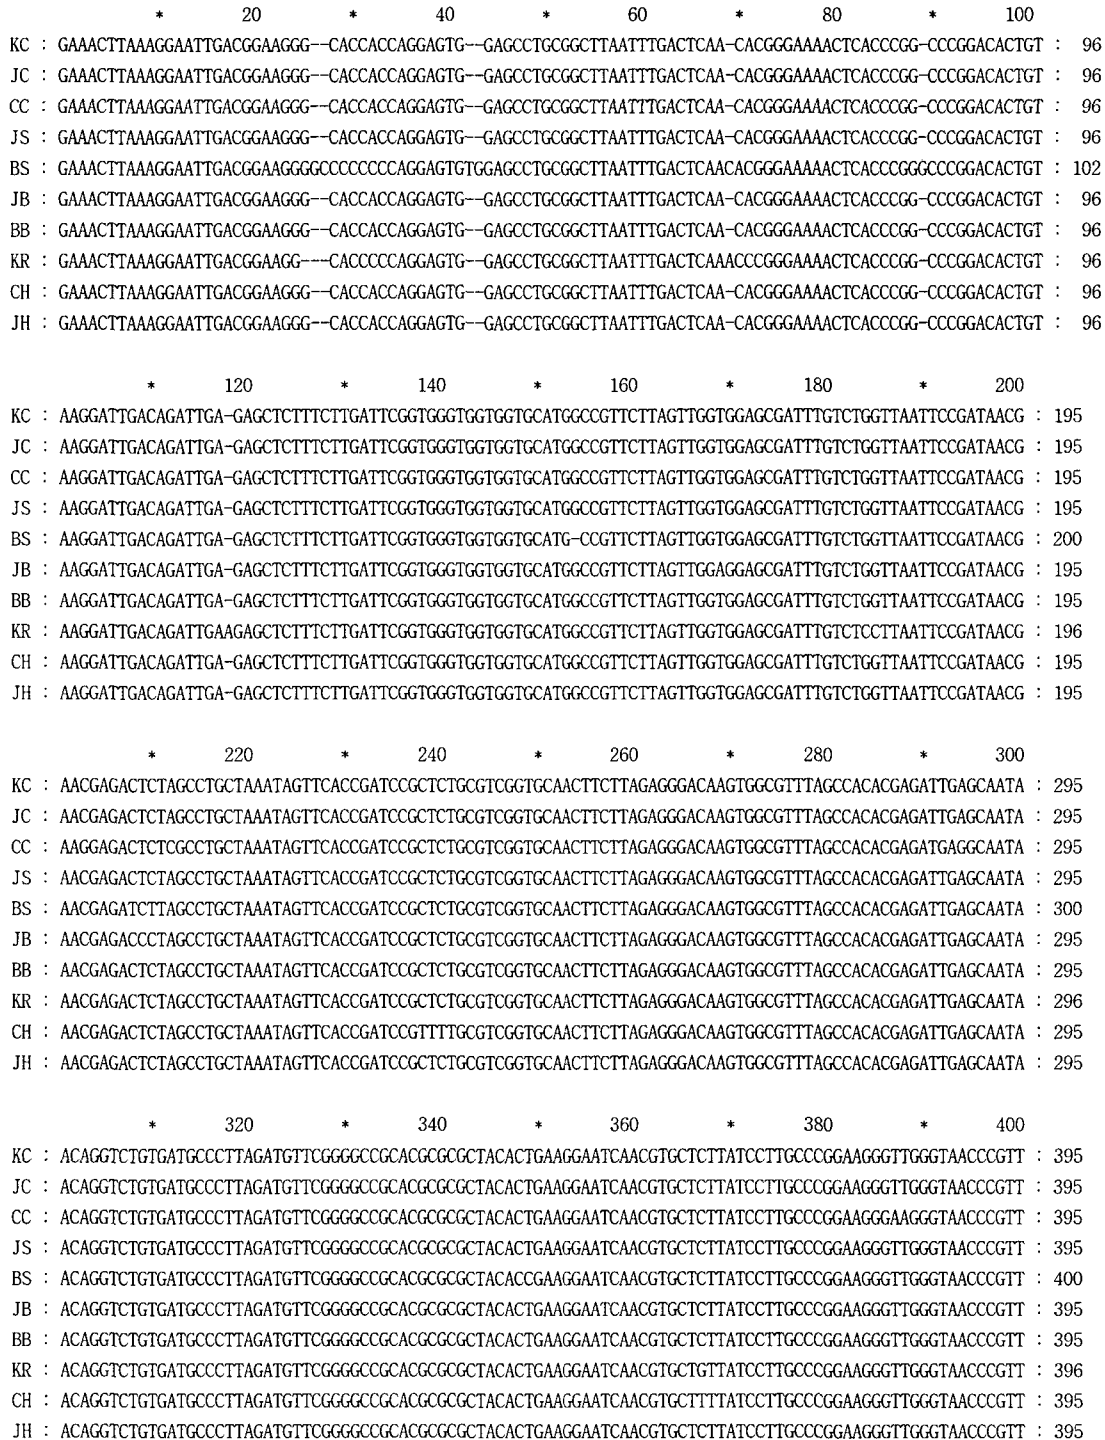 * 20 * 40 * 60 * 80 * 100
KC : GAAACTTAAAGGAATTGACGGAAGGG--CACCACCAGGAGTG--GAGCCTGCGGCTTAATTTGACTCAA-CACGGGAAAACTCACCCGG-CCCGGACACTGT : 96
JC : GAAACTTAAAGGAATTGACGGAAGGG--CACCACCAGGAGTG--GAGCCTGCGGCTTAATTTGACTCAA-CACGGGAAAACTCACCCGG-CCCGGACACTGT : 96
CC : GAAACTTAAAGGAATTGACGGAAGGG--CACCACCAGGAGTG--GAGCCTGCGGCTTAATTTGACTCAA-CACGGGAAAACTCACCCGG-CCCGGACACTGT : 96
JS : GAAACTTAAAGGAATTGACGGAAGGG--CACCACCAGGAGTG--GAGCCTGCGGCTTAATTTGACTCAA-CACGGGAAAACTCACCCGG-CCCGGACACTGT : 96
BS : GAAACTTAAAGGAATTGACGGAAGGGGCCCCCCCCAGGAGTGTGGAGCCTGCGGCTTAATTTGACTCAACACGGGAAAAACTCACCCGGGCCCGGACACTGT : 102
JB : GAAACTTAAAGGAATTGACGGAAGGG--CACCACCAGGAGTG--GAGCCTGCGGCTTAATTTGACTCAA-CACGGGAAAACTCACCCGG-CCCGGACACTGT : 96
BB : GAAACTTAAAGGAATTGACGGAAGGG--CACCACCAGGAGTG--GAGCCTGCGGCTTAATTTGACTCAA-CACGGGAAAACTCACCCGG-CCCGGACACTGT : 96
KR : GAAACTTAAAGGAATTGACGGAAGG---CACCCCCAGGAGTG--GAGCCTGCGGCTTAATTTGACTCAAACCCGGGAAAACTCACCCGG-CCCGGACACTGT : 96
CH : GAAACTTAAAGGAATTGACGGAAGGG--CACCACCAGGAGTG--GAGCCTGCGGCTTAATTTGACTCAA-CACGGGAAAACTCACCCGG-CCCGGACACTGT : 96
JH : GAAACTTAAAGGAATTGACGGAAGGG--CACCACCAGGAGTG--GAGCCTGCGGCTTAATTTGACTCAA-CACGGGAAAACTCACCCGG-CCCGGACACTGT : 96
* 120 * 140 * 160 * 180 * 200
KC : AAGGATTGACAGATTGA-GAGCTCTTTCTTGATTCGGTGGGTGGTGGTGCATGGCCGTTCTTAGTTGGTGGAGCGATTTGTCTGGTTAATTCCGATAACG : 195
JC : AAGGATTGACAGATTGA-GAGCTCTTTCTTGATTCGGTGGGTGGTGGTGCATGGCCGTTCTTAGTTGGTGGAGCGATTTGTCTGGTTAATTCCGATAACG : 195
CC : AAGGATTGACAGATTGA-GAGCTCTTTCTTGATTCGGTGGGTGGTGGTGCATGGCCGTTCTTAGTTGGTGGAGCGATTTGTCTGGTTAATTCCGATAACG : 195
JS : AAGGATTGACAGATTGA-GAGCTCTTTCTTGATTCGGTGGGTGGTGGTGCATGGCCGTTCTTAGTTGGTGGAGCGATTTGTCTGGTTAATTCCGATAACG : 195
BS : AAGGATTGACAGATTGA-GAGCTCTTTCTTGATTCGGTGGGTGGTGGTGCATG-CCGTTCTTAGTTGGTGGAGCGATTTGTCTGGTTAATTCCGATAACG : 200
JB : AAGGATTGACAGATTGA-GAGCTCTTTCTTGATTCGGTGGGTGGTGGTGCATGGCCGTTCTTAGTTGGAGGAGCGATTTGTCTGGTTAATTCCGATAACG : 195
BB : AAGGATTGACAGATTGA-GAGCTCTTTCTTGATTCGGTGGGTGGTGGTGCATGGCCGTTCTTAGTTGGTGGAGCGATTTGTCTGGTTAATTCCGATAACG : 195
KR : AAGGATTGACAGATTGAAGAGCTCTTTCTTGATTCGGTGGGTGGTGGTGCATGGCCGTTCTTAGTTGGTGGAGCGATTTGTCTCCTTAATTCCGATAACG : 196
CH : AAGGATTGACAGATTGA-GAGCTCTTTCTTGATTCGGTGGGTGGTGGTGCATGGCCGTTCTTAGTTGGTGGAGCGATTTGTCTGGTTAATTCCGATAACG : 195
JH : AAGGATTGACAGATTGA-GAGCTCTTTCTTGATTCGGTGGGTGGTGGTGCATGGCCGTTCTTAGTTGGTGGAGCGATTTGTCTGGTTAATTCCGATAACG : 195
* 220 * 240 * 260 * 280 * 300
KC : AACGAGACTCTAGCCTGCTAAATAGTTCACCGATCCGCTCTGCGTCGGTGCAACTTCTTAGAGGGACAAGTGGCGTTTAGCCACACGAGATTGAGCAATA : 295
JC : AACGAGACTCTAGCCTGCTAAATAGTTCACCGATCCGCTCTGCGTCGGTGCAACTTCTTAGAGGGACAAGTGGCGTTTAGCCACACGAGATTGAGCAATA : 295
CC : AAGGAGACTCTCGCCTGCTAAATAGTTCACCGATCCGCTCTGCGTCGGTGCAACTTCTTAGAGGGACAAGTGGCGTTTAGCCACACGAGATGAGGCAATA : 295
JS : AACGAGACTCTAGCCTGCTAAATAGTTCACCGATCCGCTCTGCGTCGGTGCAACTTCTTAGAGGGACAAGTGGCGTTTAGCCACACGAGATTGAGCAATA : 295
BS : AACGAGATCTTAGCCTGCTAAATAGTTCACCGATCCGCTCTGCGTCGGTGCAACTTCTTAGAGGGACAAGTGGCGTTTAGCCACACGAGATTGAGCAATA : 300
JB : AACGAGACCCTAGCCTGCTAAATAGTTCACCGATCCGCTCTGCGTCGGTGCAACTTCTTAGAGGGACAAGTGGCGTTTAGCCACACGAGATTGAGCAATA : 295
BB : AACGAGACTCTAGCCTGCTAAATAGTTCACCGATCCGCTCTGCGTCGGTGCAACTTCTTAGAGGGACAAGTGGCGTTTAGCCACACGAGATTGAGCAATA : 295
KR : AACGAGACTCTAGCCTGCTAAATAGTTCACCGATCCGCTCTGCGTCGGTGCAACTTCTTAGAGGGACAAGTGGCGTTTAGCCACACGAGATTGAGCAATA : 296
CH : AACGAGACTCTAGCCTGCTAAATAGTTCACCGATCCGTTTTGCGTCGGTGCAACTTCTTAGAGGGACAAGTGGCGTTTAGCCACACGAGATTGAGCAATA : 295
JH : AACGAGACTCTAGCCTGCTAAATAGTTCACCGATCCGCTCTGCGTCGGTGCAACTTCTTAGAGGGACAAGTGGCGTTTAGCCACACGAGATTGAGCAATA : 295
* 320 * 340 * 360 * 380 * 400
KC : ACAGGTCTGTGATGCCCTTAGATGTTCGGGGCCGCACGCGCGCTACACTGAAGGAATCAACGTGCTCTTATCCTTGCCCGGAAGGGTTGGGTAACCCGTT : 395
JC : ACAGGTCTGTGATGCCCTTAGATGTTCGGGGCCGCACGCGCGCTACACTGAAGGAATCAACGTGCTCTTATCCTTGCCCGGAAGGGTTGGGTAACCCGTT : 395
CC : ACAGGTCTGTGATGCCCTTAGATGTTCGGGGCCGCACGCGCGCTACACTGAAGGAATCAACGTGCTCTTATCCTTGCCCGGAAGGGAAGGGTAACCCGTT : 395
JS : ACAGGTCTGTGATGCCCTTAGATGTTCGGGGCCGCACGCGCGCTACACTGAAGGAATCAACGTGCTCTTATCCTTGCCCGGAAGGGTTGGGTAACCCGTT : 395
BS : ACAGGTCTGTGATGCCCTTAGATGTTCGGGGCCGCACGCGCGCTACACCGAAGGAATCAACGTGCTCTTATCCTTGCCCGGAAGGGTTGGGTAACCCGTT : 400
JB : ACAGGTCTGTGATGCCCTTAGATGTTCGGGGCCGCACGCGCGCTACACTGAAGGAATCAACGTGCTCTTATCCTTGCCCGGAAGGGTTGGGTAACCCGTT : 395
BB : ACAGGTCTGTGATGCCCTTAGATGTTCGGGGCCGCACGCGCGCTACACTGAAGGAATCAACGTGCTCTTATCCTTGCCCGGAAGGGTTGGGTAACCCGTT : 395
KR : ACAGGTCTGTGATGCCCTTAGATGTTCGGGGCCGCACGCGCGCTACACTGAAGGAATCAACGTGCTGTTATCCTTGCCCGGAAGGGTTGGGTAACCCGTT : 396
CH : ACAGGTCTGTGATGCCCTTAGATGTTCGGGGCCGCACGCGCGCTACACTGAAGGAATCAACGTGCTTTTATCCTTGCCCGGAAGGGTTGGGTAACCCGTT : 395
JH : ACAGGTCTGTGATGCCCTTAGATGTTCGGGGCCGCACGCGCGCTACACTGAAGGAATCAACGTGCTCTTATCCTTGCCCGGAAGGGTTGGGTAACCCGTT : 395